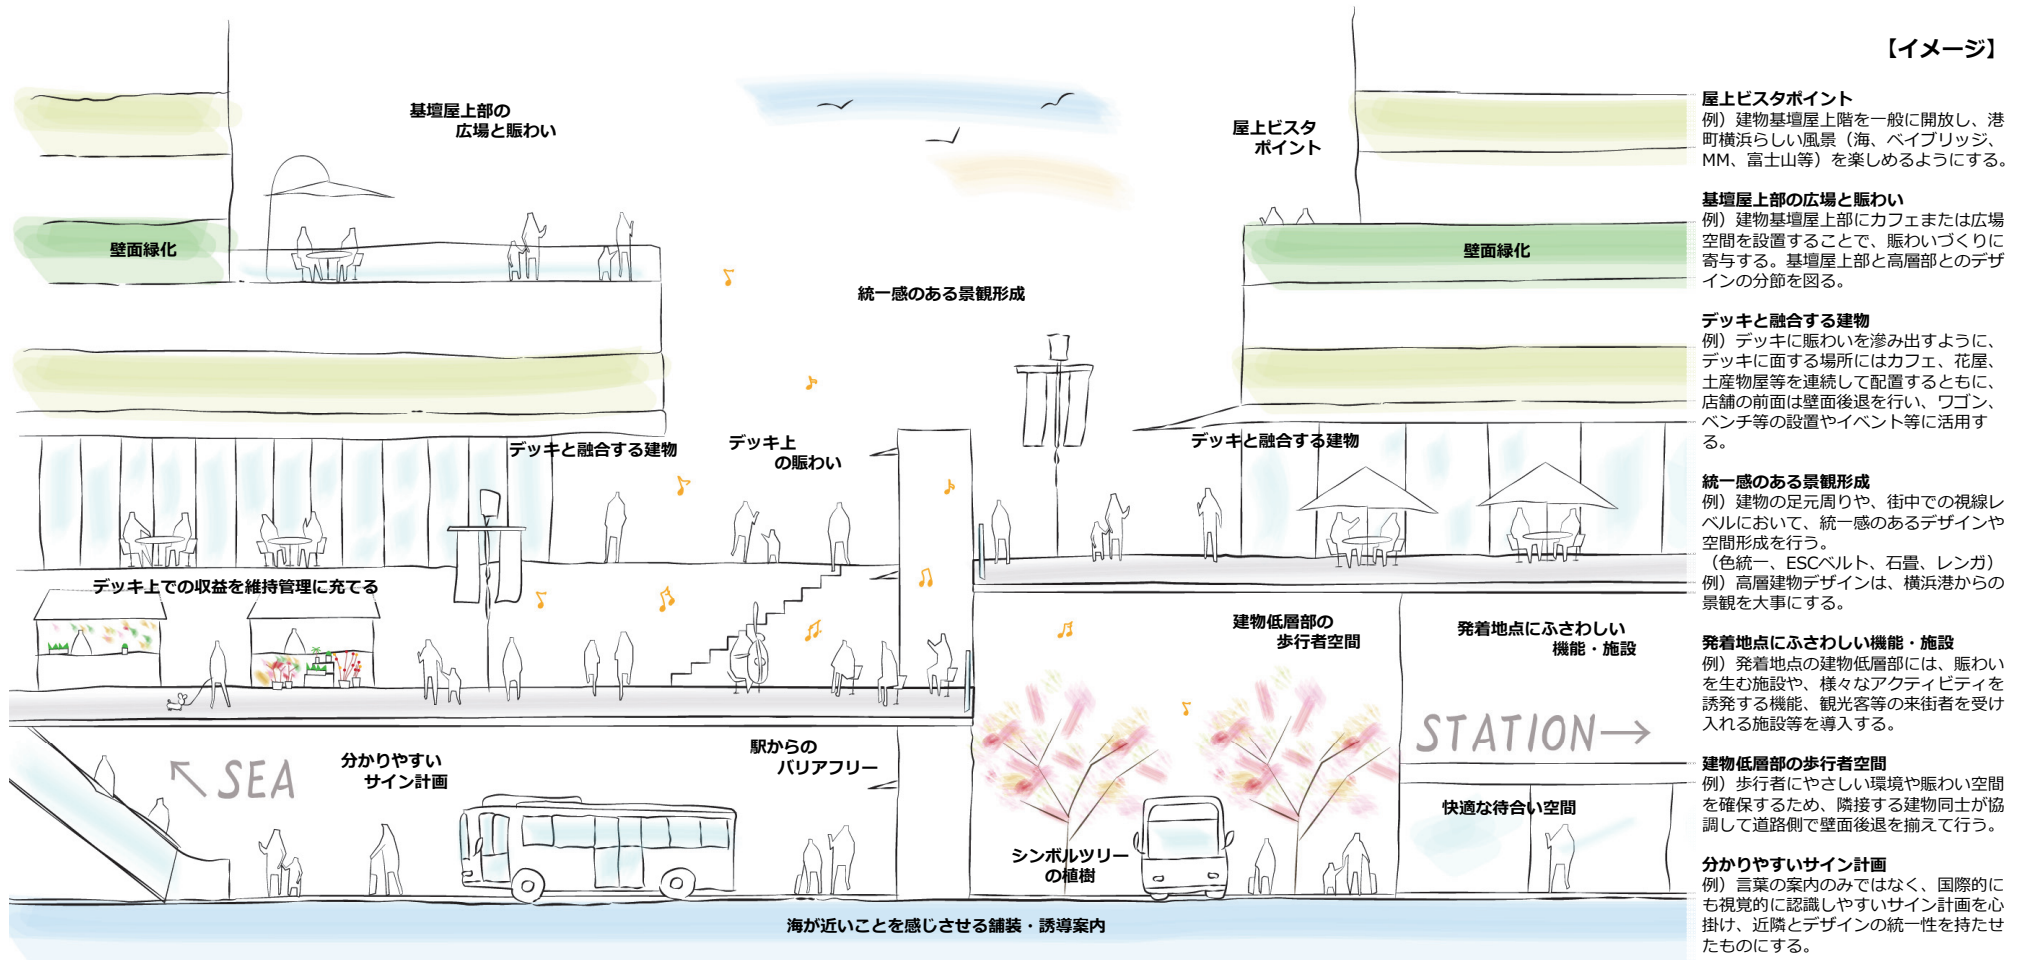 【イメージ】
基壇屋上部の
広場と賑わい
屋上ビスタ
ポイント
壁面緑化
壁面緑化
統一感のある景観形成
デッキと融合する建物
デッキ上
の賑わい
デッキと融合する建物
デッキ上での収益を維持管理に充てる
建物低層部の
歩行者空間
発着地点にふさわしい
機能・施設
SEA
分かりやすい
サイン計画
駅からの
バリアフリー
STATION→
快適な待合い空間
シンボルツリー
の植樹
海が近いことを感じさせる舗装・誘導案内
屋上ビスタポイント
例）建物基壇屋上階を一般に開放し、港
町横浜らしい風景（海、ベイブリッジ、
MM、富士山等）を楽しめるようにする。
基壇屋上部の広場と賑わい
例）建物基壇屋上部にカフェまたは広場
空間を設置することで、賑わいづくりに
寄与する。基壇屋上部と高層部とのデザ
インの分節を図る。
デッキと融合する建物
例）デッキに賑わいを滲み出すように、
デッキに面する場所にはカフェ、花屋、
土産物屋等を連続して配置するともに、
店舗の前面は壁面後退を行い、ワゴン、
ベンチ等の設置やイベント等に活用す
る。
統一感のある景観形成
例）建物の足元周りや、街中での視線レ
ベルにおいて、統一感のあるデザインや
空間形成を行う。
（色統一、ESCベルト、石畳、レンガ）
例）高層建物デザインは、横浜港からの
景観を大事にする。
発着地点にふさわしい機能・施設
例）発着地点の建物低層部には、賑わい
を生む施設や、様々なアクティビティを
誘発する機能、観光客等の来街者を受け
入れる施設等を導入する。
建物低層部の歩行者空間
例）歩行者にやさしい環境や賑わい空間
を確保するため、隣接する建物同士が協
調して道路側で壁面後退を揃えて行う。
分かりやすいサイン計画
例）言葉の案内のみではなく、国際的に
も視覚的に認識しやすいサイン計画を心
掛け、近隣とデザインの統一性を持たせ
たものにする。